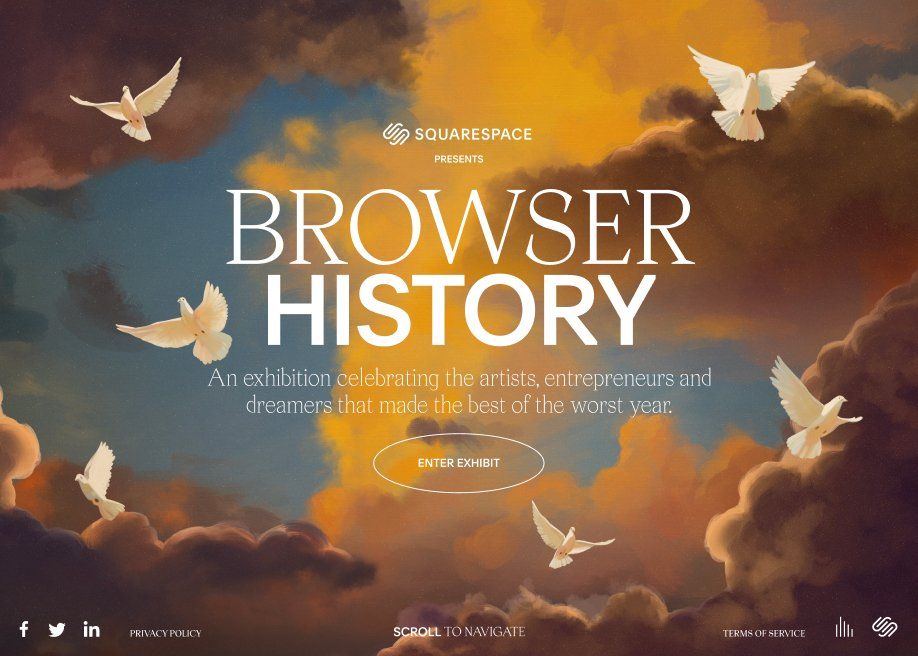 SQUARESPACE
PRESENTS
BROWSER
HISTORY
An exhibition celebrating the artists, entrepreneurs and
dreamers that made the best of the worst year.
ENTER EXHIBIT
PRIVACY POLICY
SCROLL TO NAVIGATE
TERMS OF SERVICE